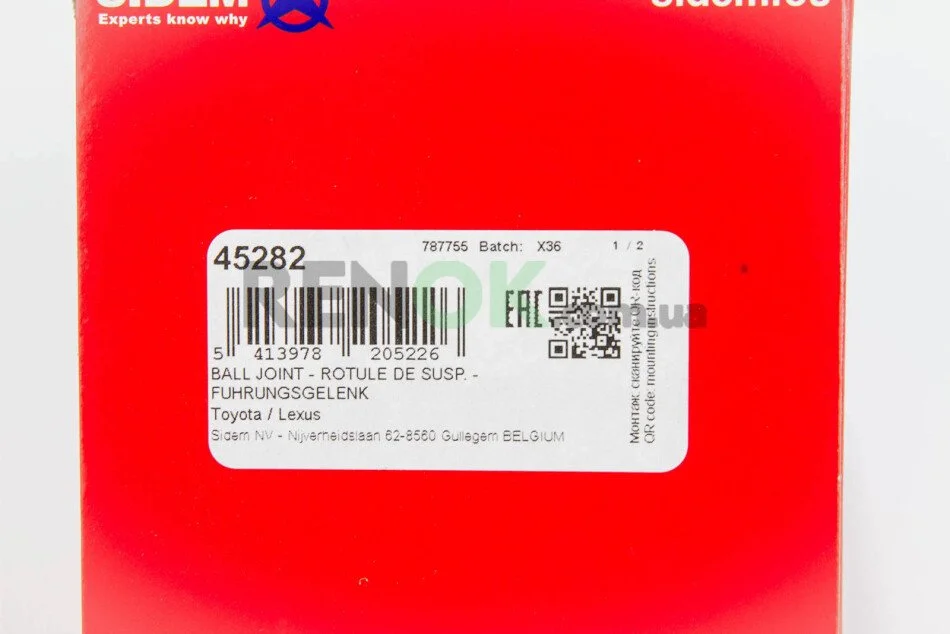 SIDEM
Experts know why
45282
787755 Batch: X36 1 / 2
RENOK.com.ua
EAC
5 413978 205226
BALL JOINT - ROTULE DE SUSP. -
FUHRUNGSGELENK
Toyota / Lexus
Sidem NV - Nijverheidslaan 62-8560 Gullegem BELGIUM
Монтаж: сканируйте QR-код
QR code: mounting instructions